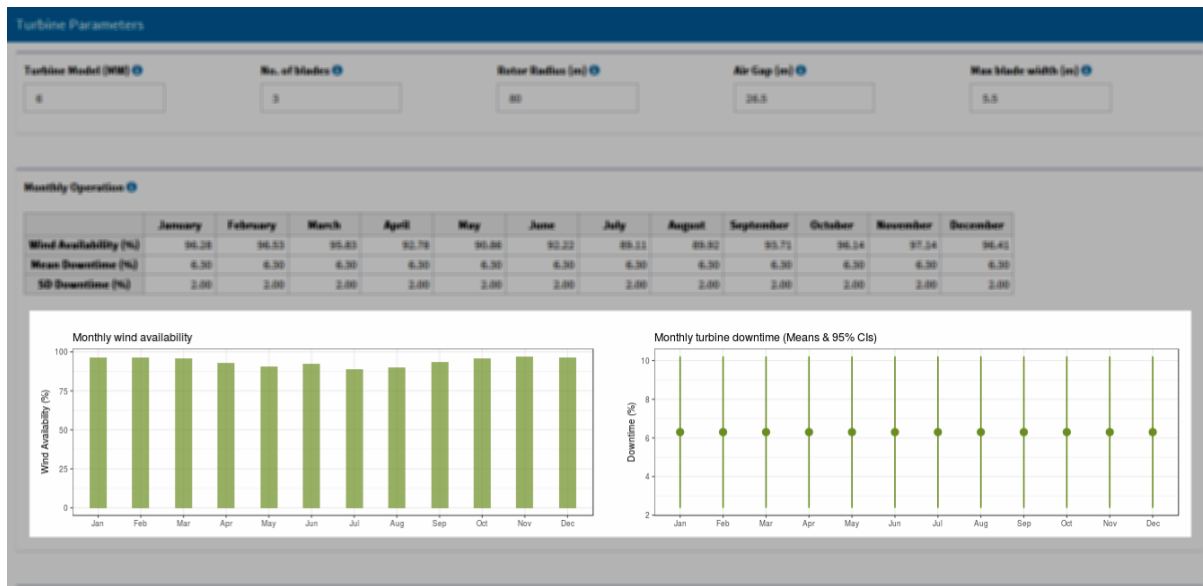 Turbine Parameters
Turbine Model (MW) No. of blades Rotor Radius (m) Air Gap (m) Max blade width (m)
6 3 80 26.5 5.5
Monthly Operation
January February March April May June July August September October November December
Wind Availability (%) 96.28 96.53 95.83 92.78 90.86 92.22 89.11 89.92 93.71 96.14 97.14 96.41
Mean Downtime (%) 6.30 6.30 6.30 6.30 6.30 6.30 6.30 6.30 6.30 6.30 6.30 6.30
SD Downtime (%) 2.00 2.00 2.00 2.00 2.00 2.00 2.00 2.00 2.00 2.00 2.00 2.00
Monthly wind availability
Wind Availability (%)
100
75
50
25
0
Jan Feb Mar Apr May Jun Jul Aug Sep Oct Nov Dec
Monthly turbine downtime (Means & 95% CIs)
Downtime (%)
10
8
6
4
2
Jan Feb Mar Apr May Jun Jul Aug Sep Oct Nov Dec